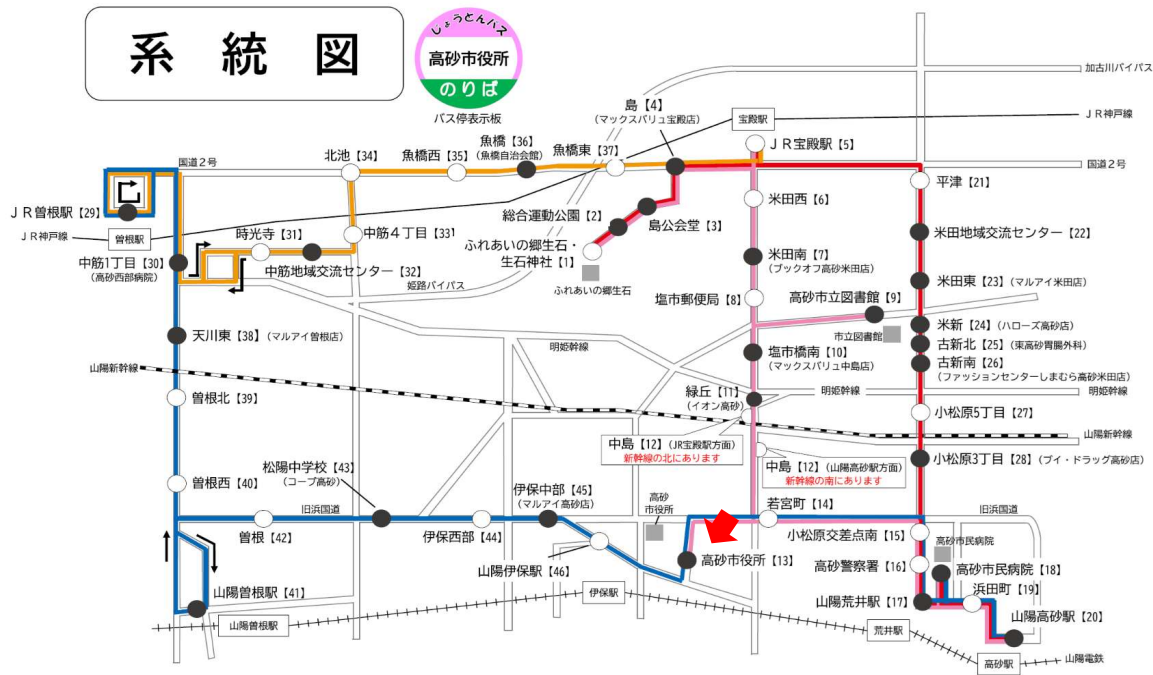 系統図
じょうとんバス
高砂市役所
のりば
バス停表示板
加古川バイパス
島【4】
(マックスバリュ宝殿店)
宝殿駅
JR神戸線
魚橋【36】
(魚橋自治会館)
魚橋東【37】
JR宝殿駅【5】
北池【34】
魚橋西【35】
国道2号
国道2号
平津【21】
総合運動公園【2】
米田西【6】
JR曽根駅【29】
島公会堂【3】
JR神戸線
曽根駅
時光寺【31】
中筋4丁目【33】
ふれあいの郷生石・
生石神社【1】
米田地域交流センター【22】
中筋1丁目【30】
(高砂西部病院)
中筋地域交流センター【32】
米田南【7】
(ブックオフ高砂米田店)
姫路バイパス
ふれあいの郷生石
米田東【23】(マルアイ米田店)
塩市郵便局【8】
高砂市立図書館【9】
米新【24】(ハローズ高砂店)
天川東【38】(マルアイ曽根店)
市立図書館
古新北【25】(東高砂胃腸外科)
明姫幹線
塩市橋南【10】
(マックスバリュ中島店)
古新南【26】
(ファッションセンターしまむら高砂米田店)
山陽新幹線
緑丘【11】
(イオン高砂)
明姫幹線
明姫幹線
曽根北【39】
小松原5丁目【27】
中島【12】(JR宝殿駅方面)
新幹線の北にあります
山陽新幹線
中島【12】(山陽高砂駅方面)
新幹線の南にあります
小松原3丁目【28】(ブイ・ドラッグ高砂店)
松陽中学校【43】
(コープ高砂)
曽根西【40】
伊保中部【45】
(マルアイ高砂店)
高砂
市役所
若宮町【14】
旧浜国道
旧浜国道
曽根【42】
伊保西部【44】
小松原交差点南【15】
高砂市民病院
高砂市役所【13】
高砂警察署【16】
高砂市民病院【18】
山陽伊保駅【46】
浜田町【19】
山陽曽根駅【41】
伊保駅
山陽荒井駅【17】
山陽高砂駅【20】
山陽曽根駅
荒井駅
高砂駅
山陽電鉄